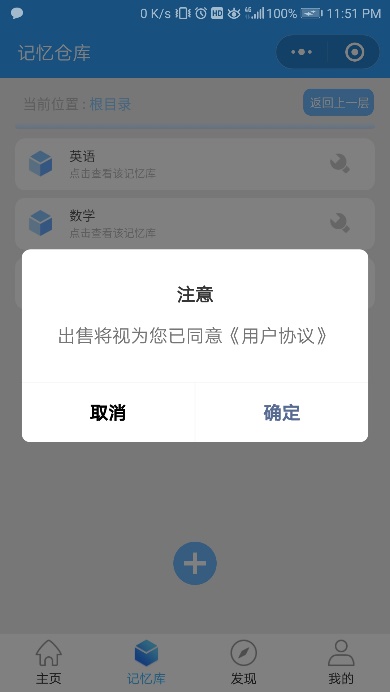 0 K/s HD 4G 100% 11:51 PM
记忆仓库
当前位置 : 根目录
返回上一层
英语
点击查看该记忆库
数学
点击查看该记忆库
注意
出售将视为您已同意《用户协议》
取消
确定
主页
记忆库
发现
我的